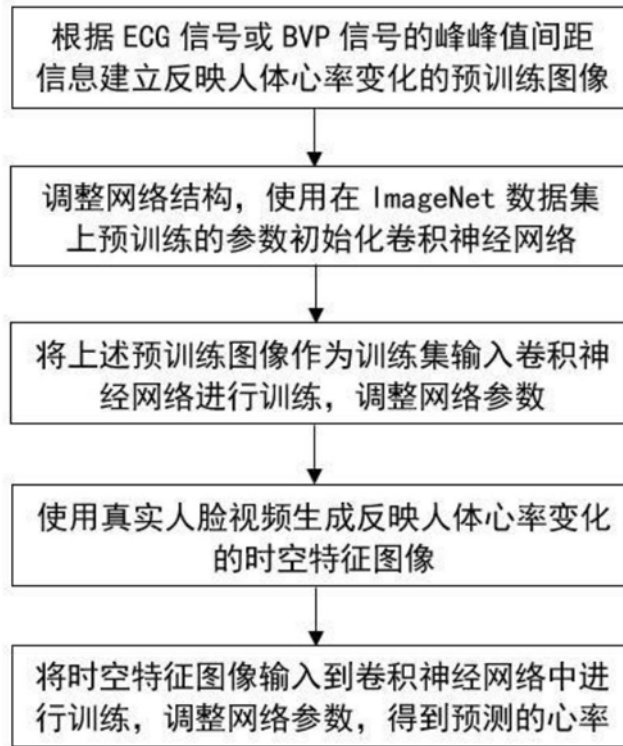 根据 ECG 信号或 BVP 信号的峰峰值间距
信息建立反映人体心率变化的预训练图像
调整网络结构，使用在 ImageNet 数据集
上预训练的参数初始化卷积神经网络
将上述预训练图像作为训练集输入卷积神
经网络进行训练，调整网络参数
使用真实人脸视频生成反映人体心率变化
的时空特征图像
将时空特征图像输入到卷积神经网络中进
行训练，调整网络参数，得到预测的心率